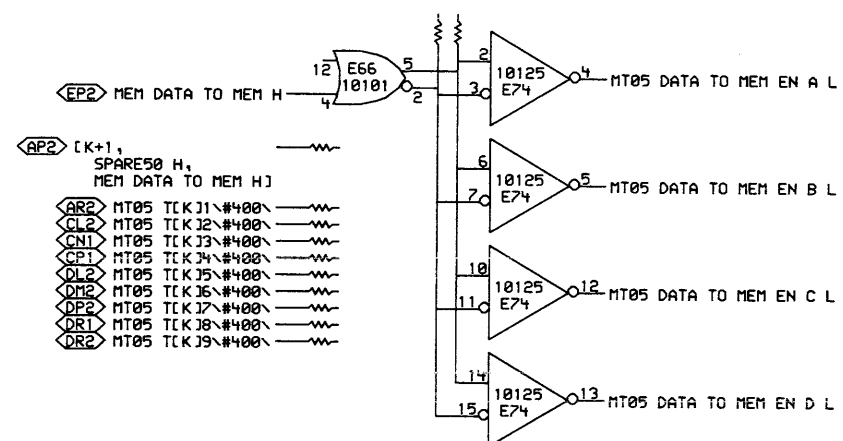 12
E66
10101
5
2
4
EP2 MEM DATA TO MEM H
2
3
10125
E74
4 MT05 DATA TO MEM EN A L
AP2 [K+1,
SPARE50 H,
MEM DATA TO MEM H]
6
7
10125
E74
5 MT05 DATA TO MEM EN B L
AR2 MT05 T[K]1\#400\
CL2 MT05 T[K]2\#400\
CN1 MT05 T[K]3\#400\
CP1 MT05 T[K]4\#400\
DL2 MT05 T[K]5\#400\
DM2 MT05 T[K]6\#400\
DP2 MT05 T[K]7\#400\
DR1 MT05 T[K]8\#400\
DR2 MT05 T[K]9\#400\
10
11
10125
E74
12 MT05 DATA TO MEM EN C L
14
15
10125
E74
13 MT05 DATA TO MEM EN D L